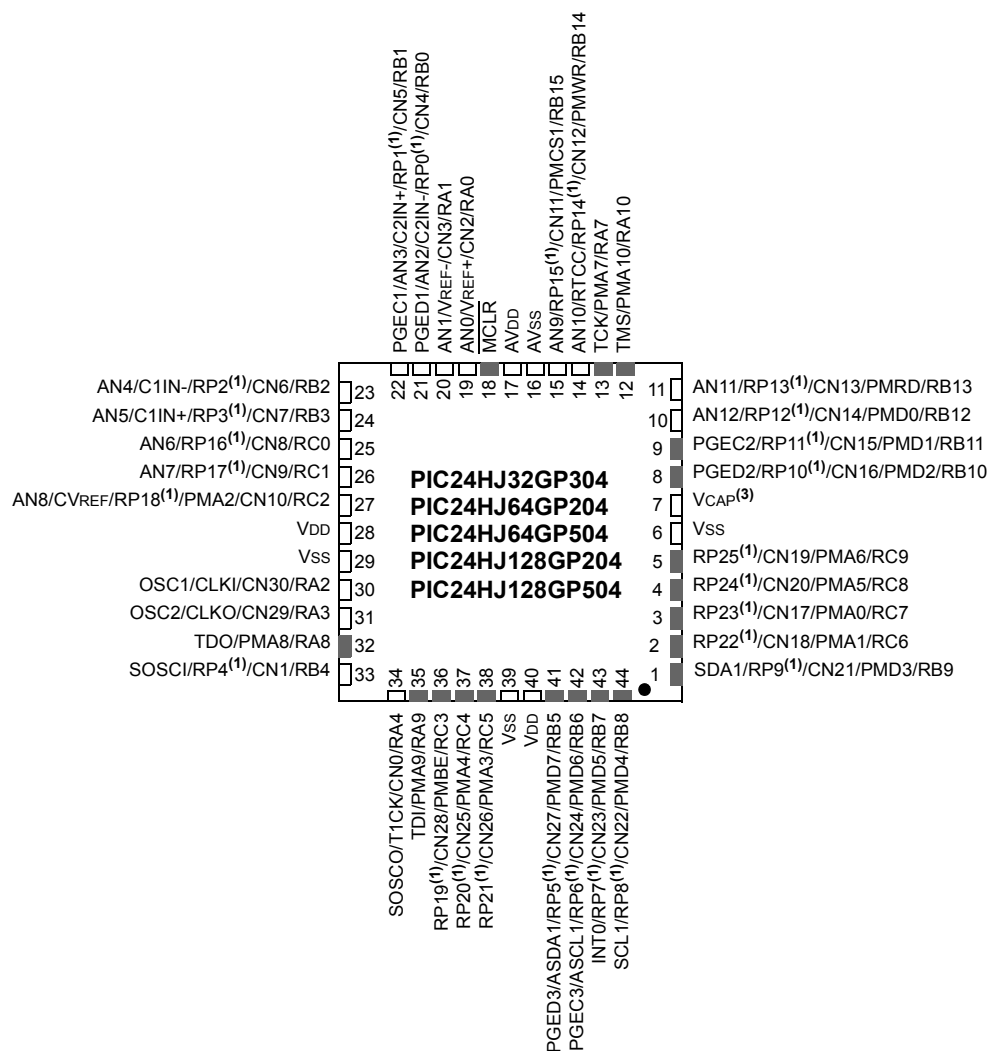 PGEC1/AN3/C2IN+/RP1(1)/CN5/RB1
PGED1/AN2/C2IN-/RP0(1)/CN4/RB0
AN1/VREF-/CN3/RA1
AN0/VREF+/CN2/RA0
MCLR
AVDD
AVSS
AN9/RP15(1)/CN11/PMCS1/RB15
AN10/RTCC/RP14(1)/CN12/PMWR/RB14
TCK/PMA7/RA7
TMS/PMA10/RA10
22
21
20
19
18
17
16
15
14
13
12
AN4/C1IN-/RP2(1)/CN6/RB2
23
AN5/C1IN+/RP3(1)/CN7/RB3
24
AN6/RP16(1)/CN8/RC0
25
AN7/RP17(1)/CN9/RC1
26
AN8/CVREF/RP18(1)/PMA2/CN10/RC2
27
VDD
28
VSS
29
OSC1/CLKI/CN30/RA2
30
OSC2/CLKO/CN29/RA3
31
TDO/PMA8/RA8
32
SOSCI/RP4(1)/CN1/RB4
33
PIC24HJ32GP304
PIC24HJ64GP204
PIC24HJ64GP504
PIC24HJ128GP204
PIC24HJ128GP504
11
AN11/RP13(1)/CN13/PMRD/RB13
10
AN12/RP12(1)/CN14/PMD0/RB12
9
PGEC2/RP11(1)/CN15/PMD1/RB11
8
PGED2/RP10(1)/CN16/PMD2/RB10
7
VCAP(3)
6
VSS
5
RP25(1)/CN19/PMA6/RC9
4
RP24(1)/CN20/PMA5/RC8
3
RP23(1)/CN17/PMA0/RC7
2
RP22(1)/CN18/PMA1/RC6
1
SDA1/RP9(1)/CN21/PMD3/RB9
34
35
36
37
38
39
40
41
42
43
44
SOSCO/T1CK/CN0/RA4
TDI/PMA9/RA9
RP19(1)/CN28/PMBE/RC3
RP20(1)/CN25/PMA4/RC4
RP21(1)/CN26/PMA3/RC5
VSS
VDD
PGED3/ASDA1/RP5(1)/CN27/PMD7/RB5
PGEC3/ASCL1/RP6(1)/CN24/PMD6/RB6
INT0/RP7(1)/CN23/PMD5/RB7
SCL1/RP8(1)/CN22/PMD4/RB8